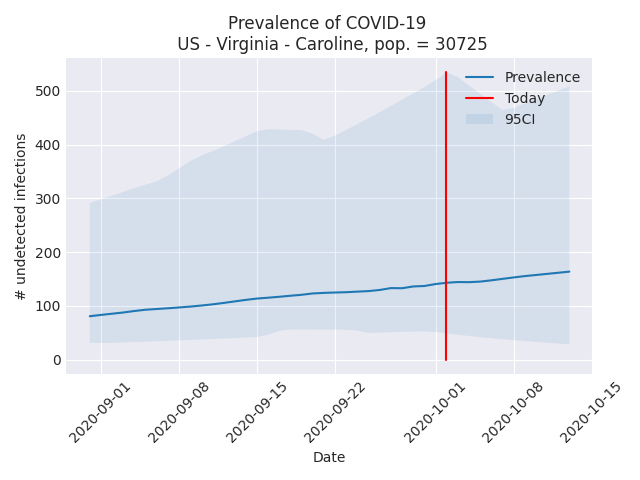 Prevalence of COVID-19
US - Virginia - Caroline, pop. = 30725
Prevalence
Today
95CI
500
400
300
200
100
0
# undetected infections
2020-09-01
2020-09-08
2020-09-15
2020-09-22
2020-10-01
2020-10-08
2020-10-15
Date